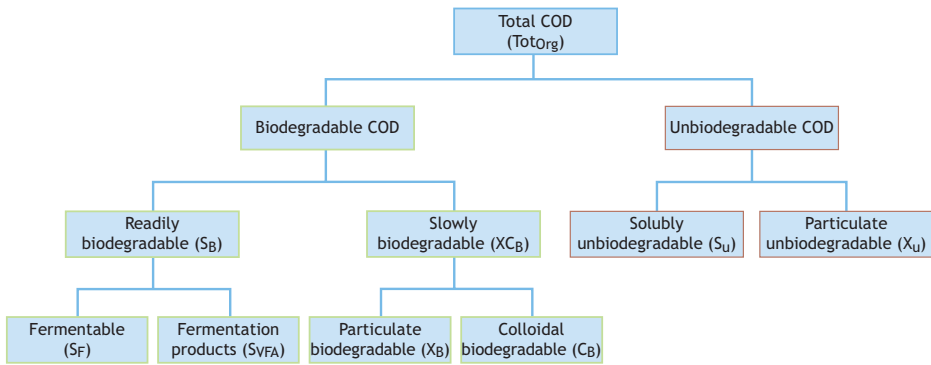 Total COD
(TotOrg)
Biodegradable COD
Unbiodegradable COD
Readily
biodegradable (SB)
Slowly
biodegradable (XCB)
Solubly
unbiodegradable (Su)
Particulate
unbiodegradable (Xu)
Fermentable
(SF)
Fermentation
products (SVFA)
Particulate
biodegradable (XB)
Colloidal
biodegradable (CB)